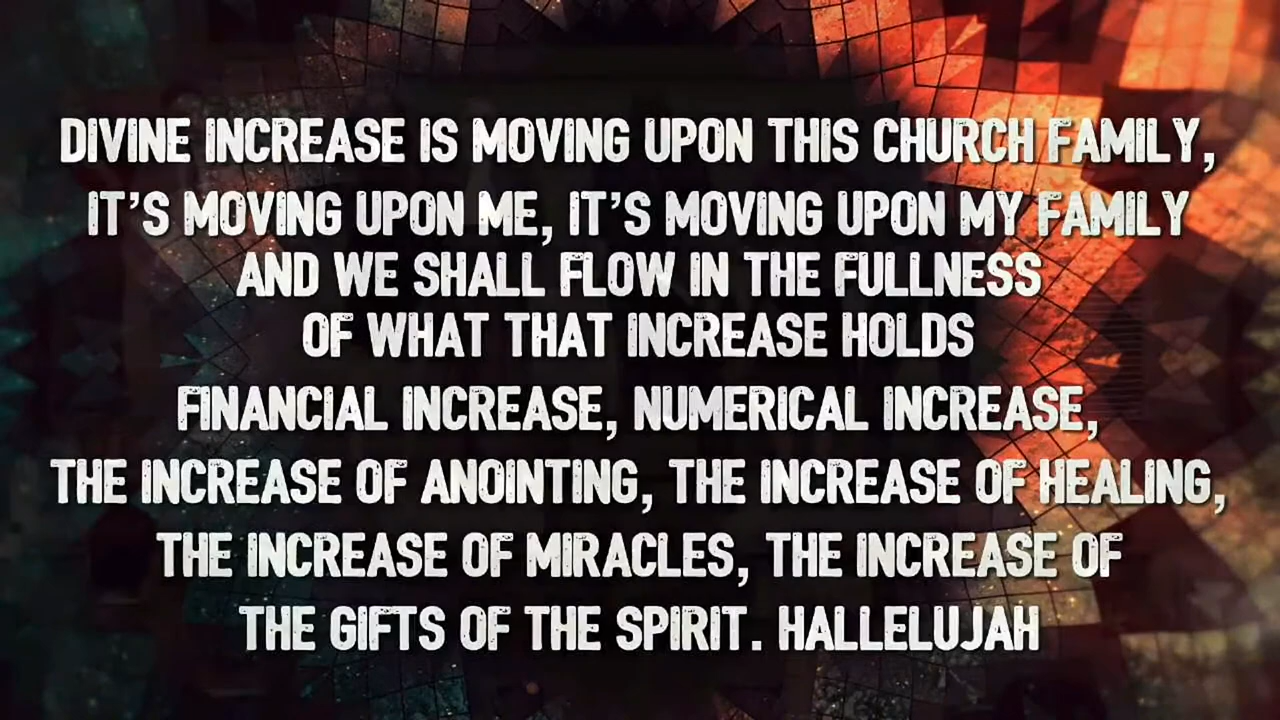 DIVINE INCREASE IS MOVING UPON THIS CHURCH FAMILY,
IT’S MOVING UPON ME, IT’S MOVING UPON MY FAMILY
AND WE SHALL FLOW IN THE FULLNESS
OF WHAT THAT INCREASE HOLDS
FINANCIAL INCREASE, NUMERICAL INCREASE,
THE INCREASE OF ANOINTING, THE INCREASE OF HEALING,
THE INCREASE OF MIRACLES, THE INCREASE OF
THE GIFTS OF THE SPIRIT. HALLELUJAH